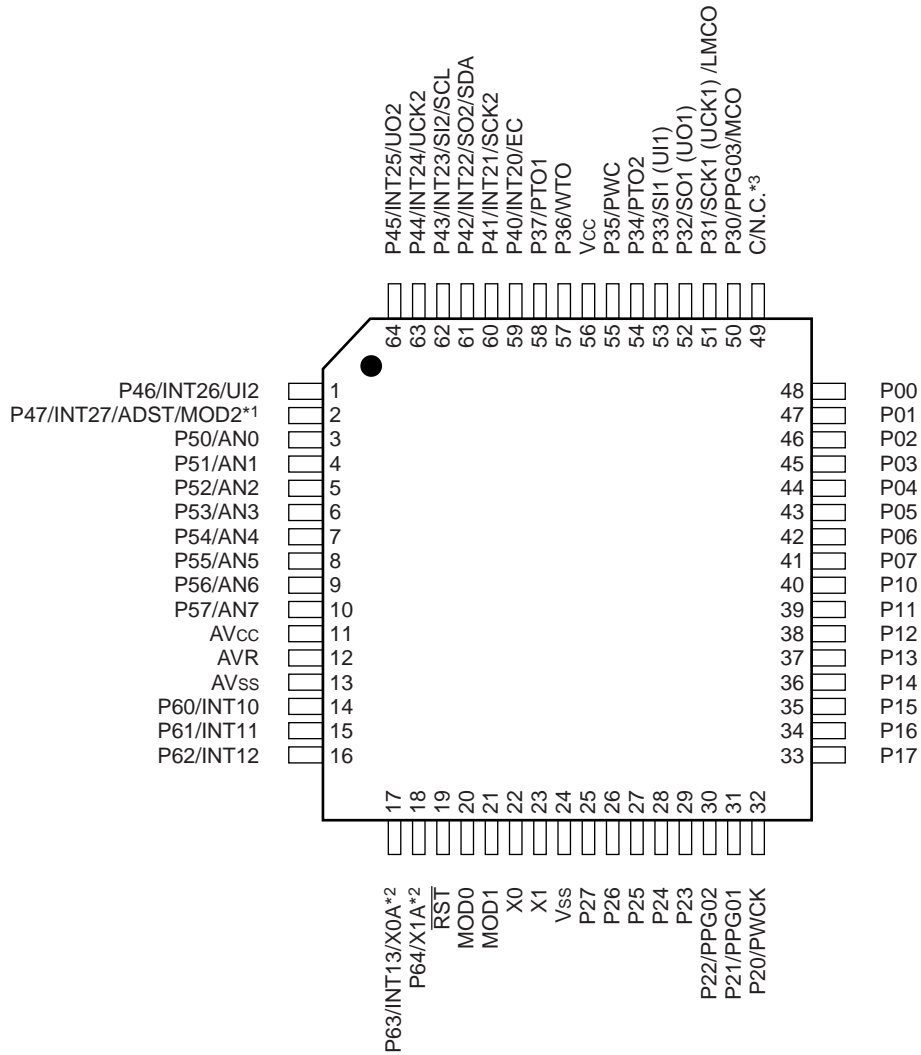 P45/INT25/UO2
P44/INT24/UCK2
P43/INT23/SI2/SCL
P42/INT22/SO2/SDA
P41/INT21/SCK2
P40/INT20/EC
P37/PTO1
P36/WTO
Vcc
P35/PWC
P34/PTO2
P33/SI1 (UI1)
P32/SO1 (UO1)
P31/SCK1 (UCK1) /LMCO
P30/PPG03/MCO
C/N.C.*3
64
63
62
61
60
59
58
57
56
55
54
53
52
51
50
49
P46/INT26/UI2 1
P47/INT27/ADST/MOD2*1 2
P50/AN0 3
P51/AN1 4
P52/AN2 5
P53/AN3 6
P54/AN4 7
P55/AN5 8
P56/AN6 9
P57/AN7 10
AVcc 11
AVR 12
AVss 13
P60/INT10 14
P61/INT11 15
P62/INT12 16
48 P00
47 P01
46 P02
45 P03
44 P04
43 P05
42 P06
41 P07
40 P10
39 P11
38 P12
37 P13
36 P14
35 P15
34 P16
33 P17
17
18
19
20
21
22
23
24
25
26
27
28
29
30
31
32
P63/INT13/X0A*2
P64/X1A*2
RST
MOD0
MOD1
X0
X1
Vss
P27
P26
P25
P24
P23
P22/PPG02
P21/PPG01
P20/PWCK